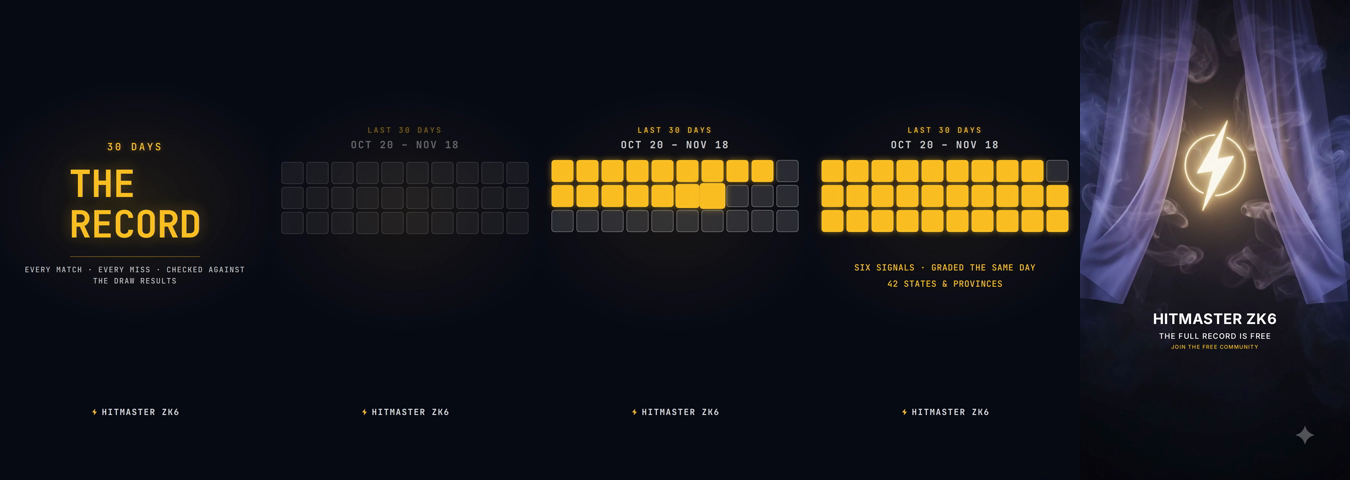 30 DAYS
THE
RECORD
EVERY MATCH · EVERY MISS · CHECKED AGAINST
THE DRAW RESULTS
HITMASTER ZK6
LAST 30 DAYS
OCT 20 – NOV 18
HITMASTER ZK6
LAST 30 DAYS
OCT 20 – NOV 18
HITMASTER ZK6
LAST 30 DAYS
OCT 20 – NOV 18
SIX SIGNALS · GRADED THE SAME DAY
42 STATES & PROVINCES
HITMASTER ZK6
HITMASTER ZK6
THE FULL RECORD IS FREE
JOIN THE FREE COMMUNITY